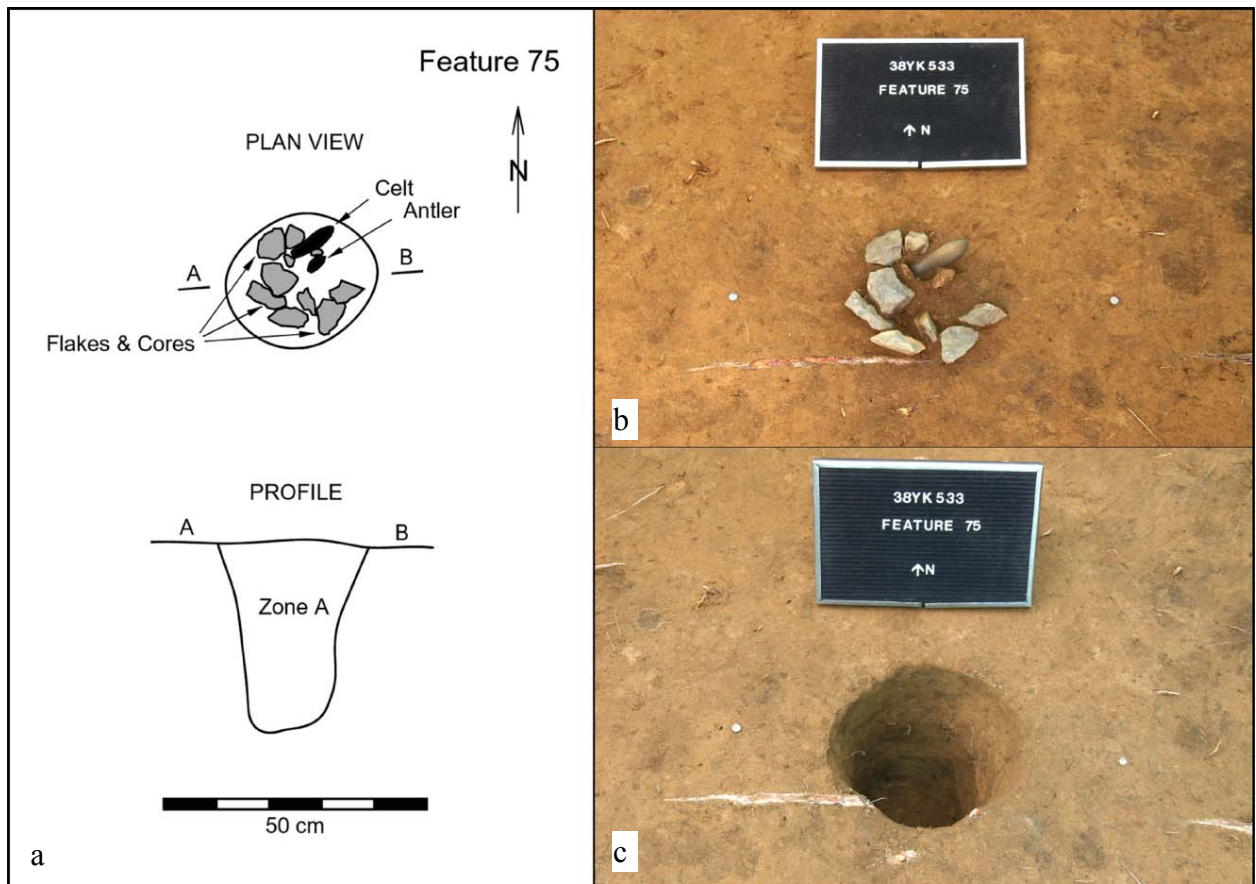 Feature 75
N
PLAN VIEW
Celt
Antler
A
B
Flakes & Cores
PROFILE
A
B
Zone A
50 cm
a
38YK533
FEATURE 75
↑N
b
38YK533
FEATURE 75
↑N
c